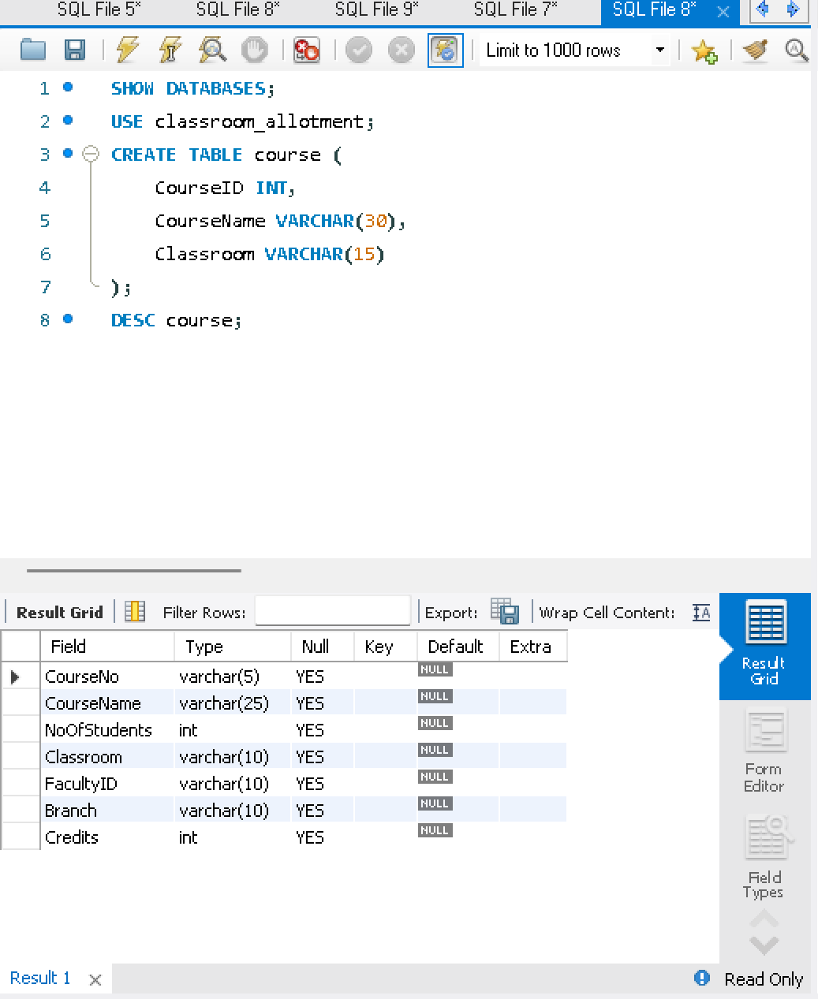 SQL File 5* SQL File 8* SQL File 9* SQL File 7* SQL File 8*
Limit to 1000 rows
1 SHOW DATABASES;
2 USE classroom_allotment;
3 CREATE TABLE course (
4 CourseID INT,
5 CourseName VARCHAR(30),
6 Classroom VARCHAR(15)
7 );
8 DESC course;
Result Grid Filter Rows: Export: Wrap Cell Content: IA
Field Type Null Key Default Extra
CourseNo varchar(5) YES NULL
CourseName varchar(25) YES NULL
NoOfStudents int YES NULL
Classroom varchar(10) YES NULL
FacultyID varchar(10) YES NULL
Branch varchar(10) YES NULL
Credits int YES NULL
Result
Grid
Form
Editor
Field
Types
Result 1 Read Only